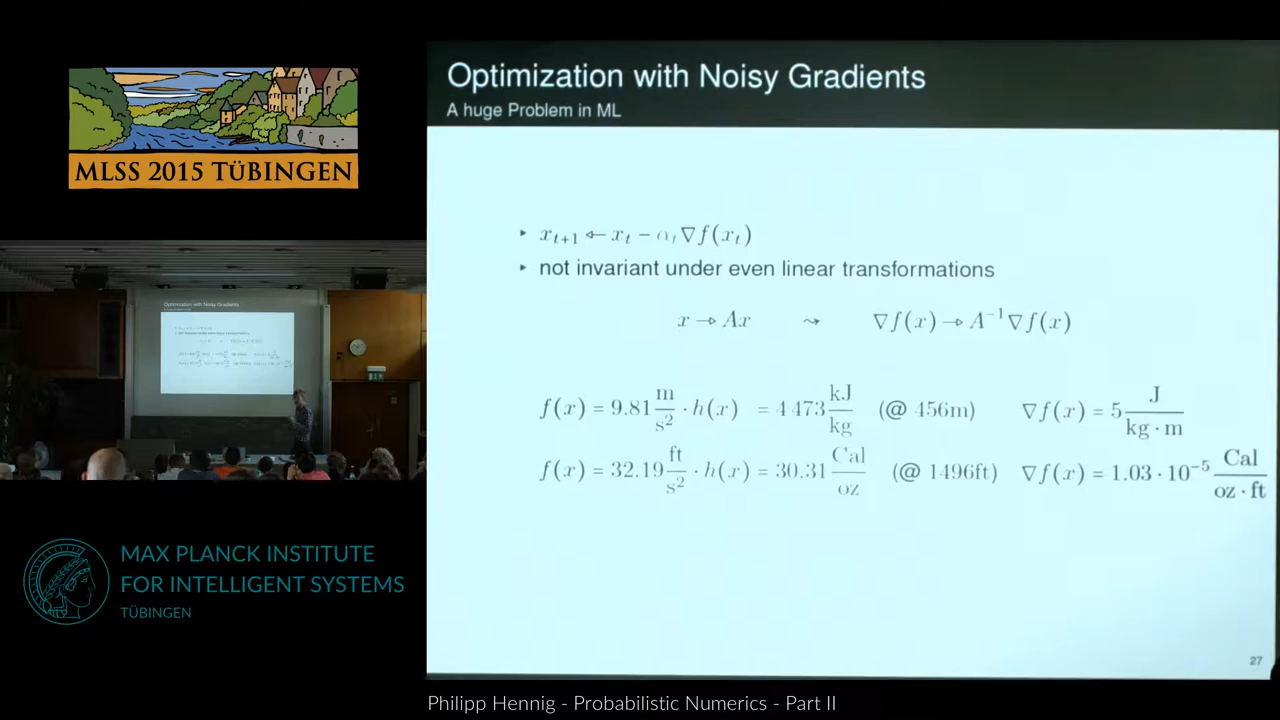 MLSS 2015 TÜBINGEN
Optimization with Noisy Gradients
A huge Problem in ML
▸ x_{t+1} ← x_t − α_t ∇f(x_t)
▸ not invariant under even linear transformations
x → Ax ⇝ ∇f(x) → A^{−1}∇f(x)
f(x) = 9.81 m/s² · h(x) = 4 473 kJ/kg (@ 456m) ∇f(x) = 5 J/(kg · m)
f(x) = 32.19 ft/s² · h(x) = 30.31 Cal/oz (@ 1496ft) ∇f(x) = 1.03 · 10^{−5} Cal/(oz · ft)
27
MAX PLANCK INSTITUTE
FOR INTELLIGENT SYSTEMS
TÜBINGEN
Philipp Hennig - Probabilistic Numerics - Part II